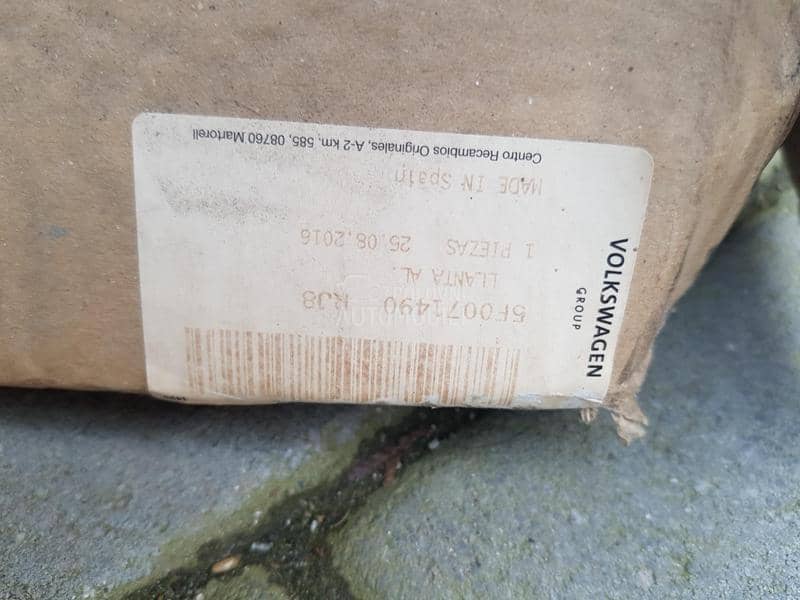 VOLKSWAGEN
GROUP
5F0071490 KJ8
LLANTA AL.
1 PIEZAS 25.08.2016
MADE IN Spain
Centro Recambios Originales, A-2 km. 585, 08760 Martorell